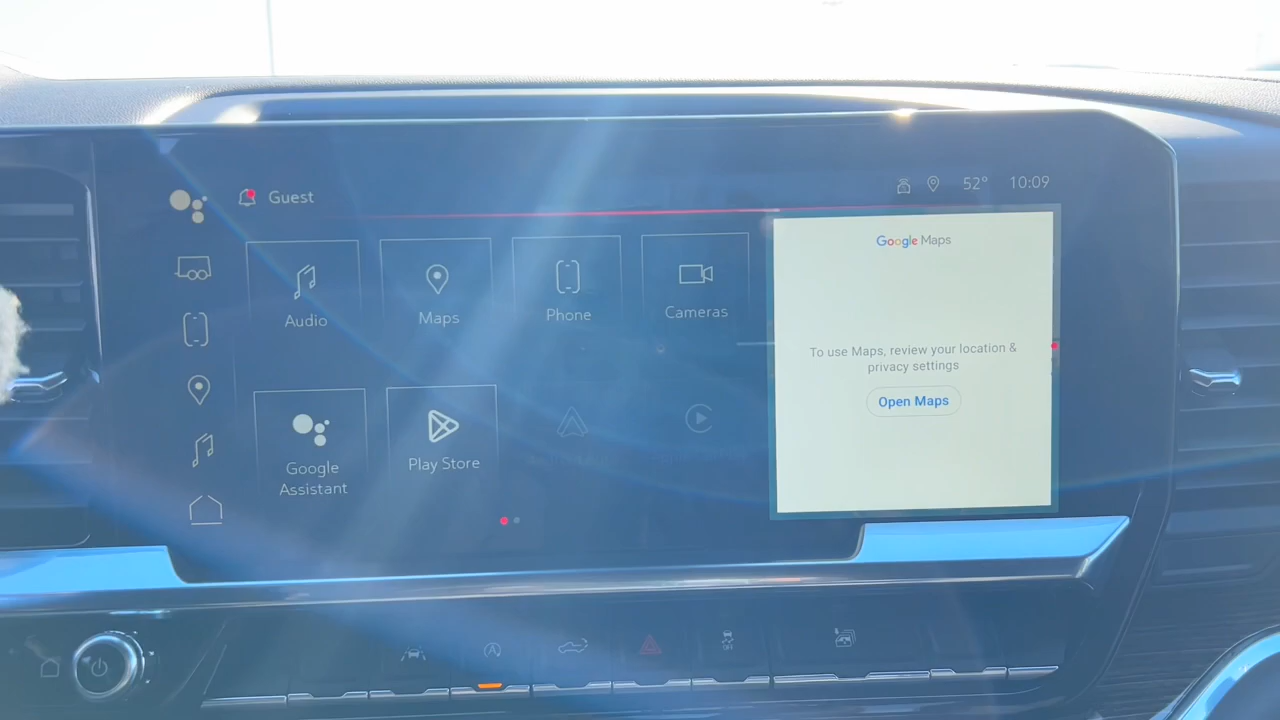 Guest
52° 10:09
Audio
Maps
Phone
Cameras
Google
Assistant
Play Store
Google Maps
To use Maps, review your location &
privacy settings
Open Maps
OFF